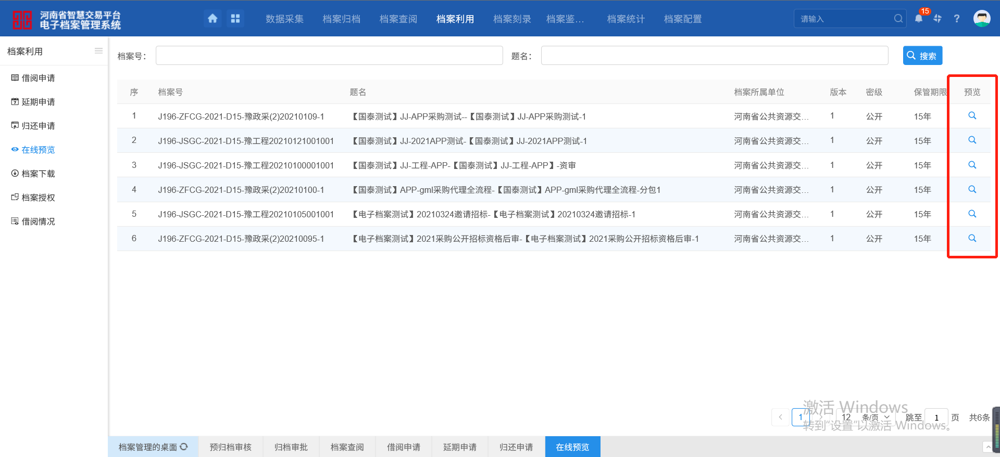 河南省智慧交易平台
电子档案管理系统
数据采集 档案归档 档案查阅 档案利用 档案刻录 档案鉴... 档案统计 档案配置
请输入
15
档案利用
借阅申请
延期申请
归还申请
在线预览
档案下载
档案授权
借阅情况
档案号： 题名： 搜索
序 档案号 题名 档案所属单位 版本 密级 保管期限 预览
1 J196-ZFCG-2021-D15-豫政采(2)20210109-1 【国泰测试】JJ-APP采购测试--【国泰测试】JJ-APP采购测试-1 河南省公共资源交... 1 公开 15年
2 J196-JSGC-2021-D15-豫工程20210121001001 【国泰测试】JJ-2021APP测试-【国泰测试】JJ-2021APP测试-1 河南省公共资源交... 1 公开 15年
3 J196-JSGC-2021-D15-豫工程20210100001001 【国泰测试】JJ-工程-APP-【国泰测试】JJ-工程-APP】-资审 河南省公共资源交... 1 公开 15年
4 J196-ZFCG-2021-D15-豫政采(2)20210100-1 【国泰测试】APP-gml采购代理全流程-【国泰测试】APP-gml采购代理全流程-分包1 河南省公共资源交... 1 公开 15年
5 J196-JSGC-2021-D15-豫工程20210105001001 【电子档案测试】20210324邀请招标-【电子档案测试】20210324邀请招标-1 河南省公共资源交... 1 公开 15年
6 J196-ZFCG-2021-D15-豫政采(2)20210095-1 【电子档案测试】2021采购公开招标资格后审-【电子档案测试】2021采购公开招标资格后审-1 河南省公共资源交... 1 公开 15年
激活 Windows
1 12 条/页 跳至 1 页 共6条
转到“设置”以激活 Windows。
档案管理的桌面 预归档审核 归档审批 档案查阅 借阅申请 延期申请 归还申请 在线预览